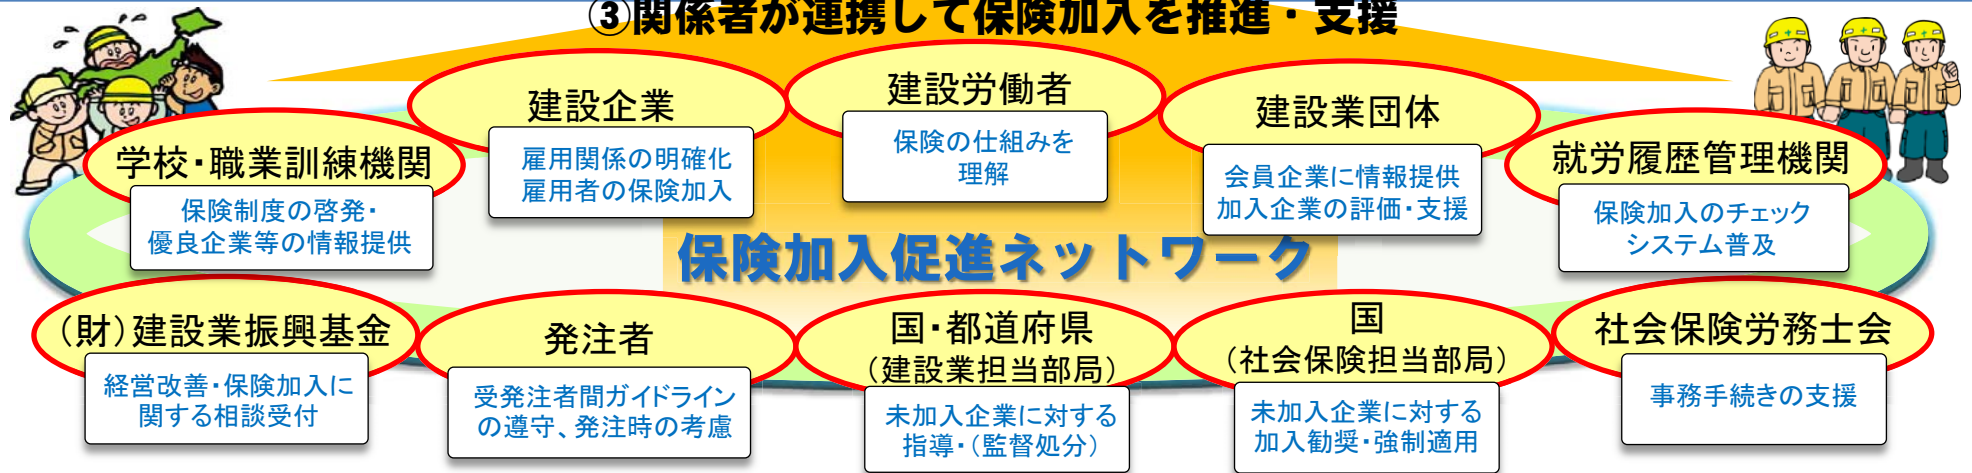 ③関係者が連携して保険加入を推進・支援
学校・職業訓練機関
保険制度の啓発・
優良企業等の情報提供
建設企業
雇用関係の明確化
雇用者の保険加入
建設労働者
保険の仕組みを
理解
建設業団体
会員企業に情報提供
加入企業の評価・支援
就労履歴管理機関
保険加入のチェック
システム普及
保険加入促進ネットワーク
(財)建設業振興基金
経営改善・保険加入に
関する相談受付
発注者
受発注者間ガイドライン
の遵守、発注時の考慮
国・都道府県
(建設業担当部局)
未加入企業に対する
指導・(監督処分)
国
(社会保険担当部局)
未加入企業に対する
加入勧奨・強制適用
社会保険労務士会
事務手続きの支援